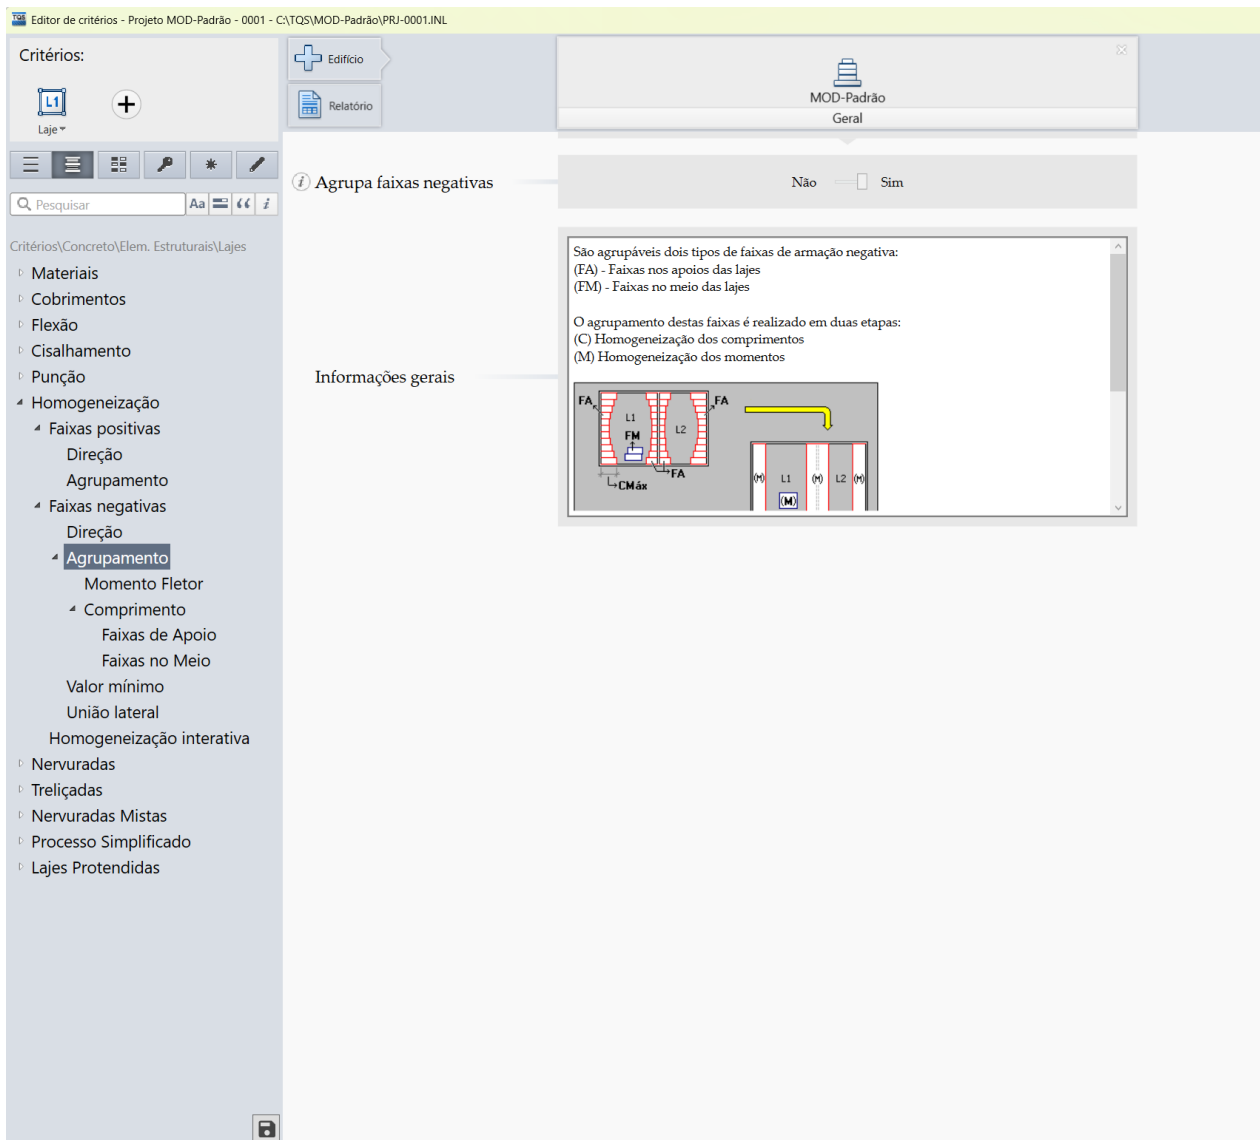 TQS Editor de critérios - Projeto MOD-Padrão - 0001 - C:\TQS\MOD-Padrão\PRJ-0001.INL
Critérios:
L1
Laje
Edifício
Relatório
MOD-Padrão
Geral
Pesquisar
Aa
i
Critérios\Concreto\Elem. Estruturais\Lajes
Materiais
Cobrimentos
Flexão
Cisalhamento
Punção
Homogeneização
Faixas positivas
Direção
Agrupamento
Faixas negativas
Direção
Agrupamento
Momento Fletor
Comprimento
Faixas de Apoio
Faixas no Meio
Valor mínimo
União lateral
Homogeneização interativa
Nervuradas
Treliçadas
Nervuradas Mistas
Processo Simplificado
Lajes Protendidas
i Agrupa faixas negativas
Não Sim
Informações gerais
São agrupáveis dois tipos de faixas de armação negativa:
(FA) - Faixas nos apoios das lajes
(FM) - Faixas no meio das lajes
O agrupamento destas faixas é realizado em duas etapas:
(C) Homogeneização dos comprimentos
(M) Homogeneização dos momentos
FA FA
L1 L2
FM
FA
CMáx
(M) L1 (M) L2 (M)
(M)